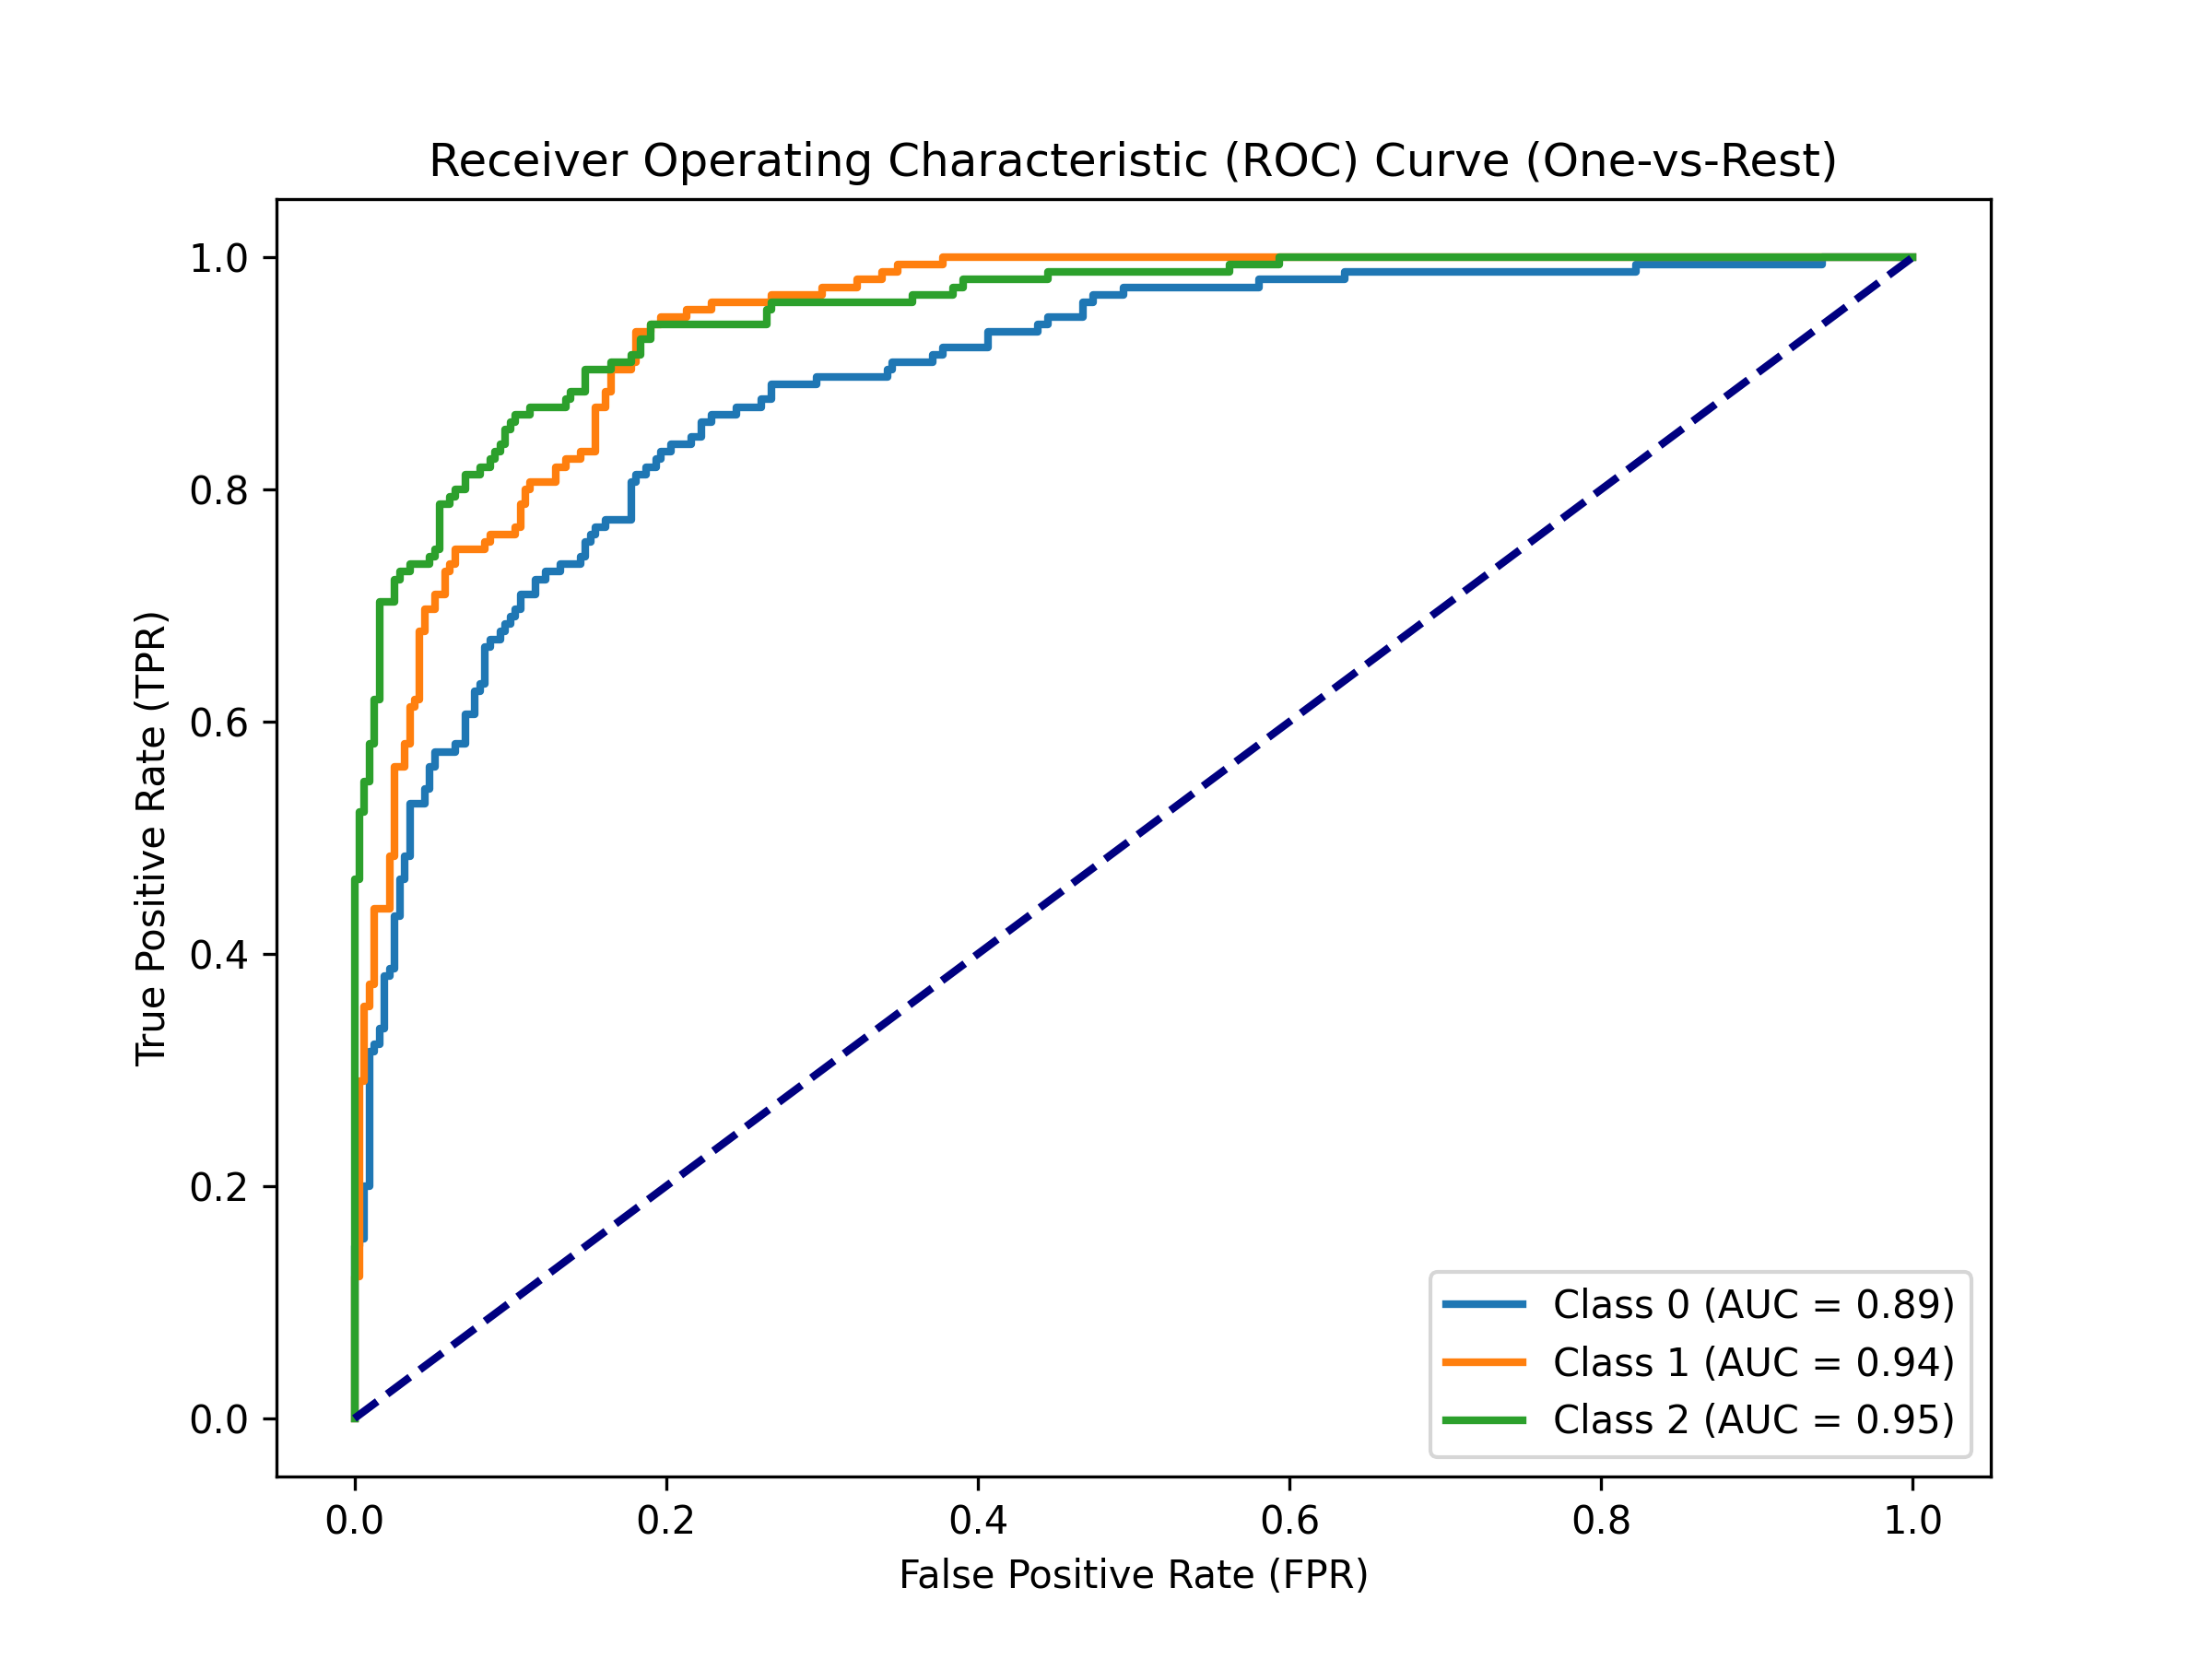 Receiver Operating Characteristic (ROC) Curve (One-vs-Rest)
1.0
0.8
0.6
0.4
0.2
0.0
True Positive Rate (TPR)
0.0
0.2
0.4
0.6
0.8
1.0
False Positive Rate (FPR)
Class 0 (AUC = 0.89)
Class 1 (AUC = 0.94)
Class 2 (AUC = 0.95)